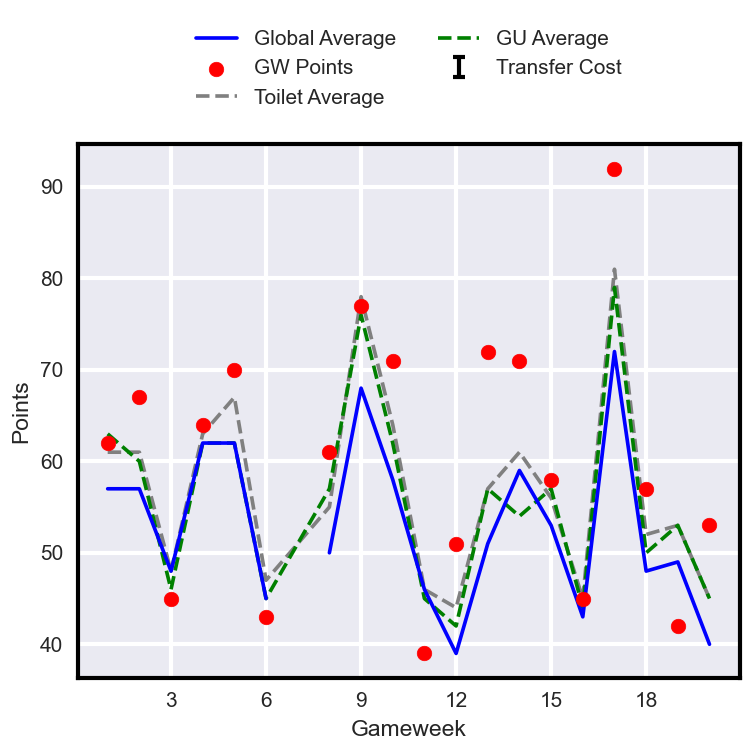 Global Average GU Average
GW Points Transfer Cost
Toilet Average
90
80
70
60
50
40
Points
3 6 9 12 15 18
Gameweek